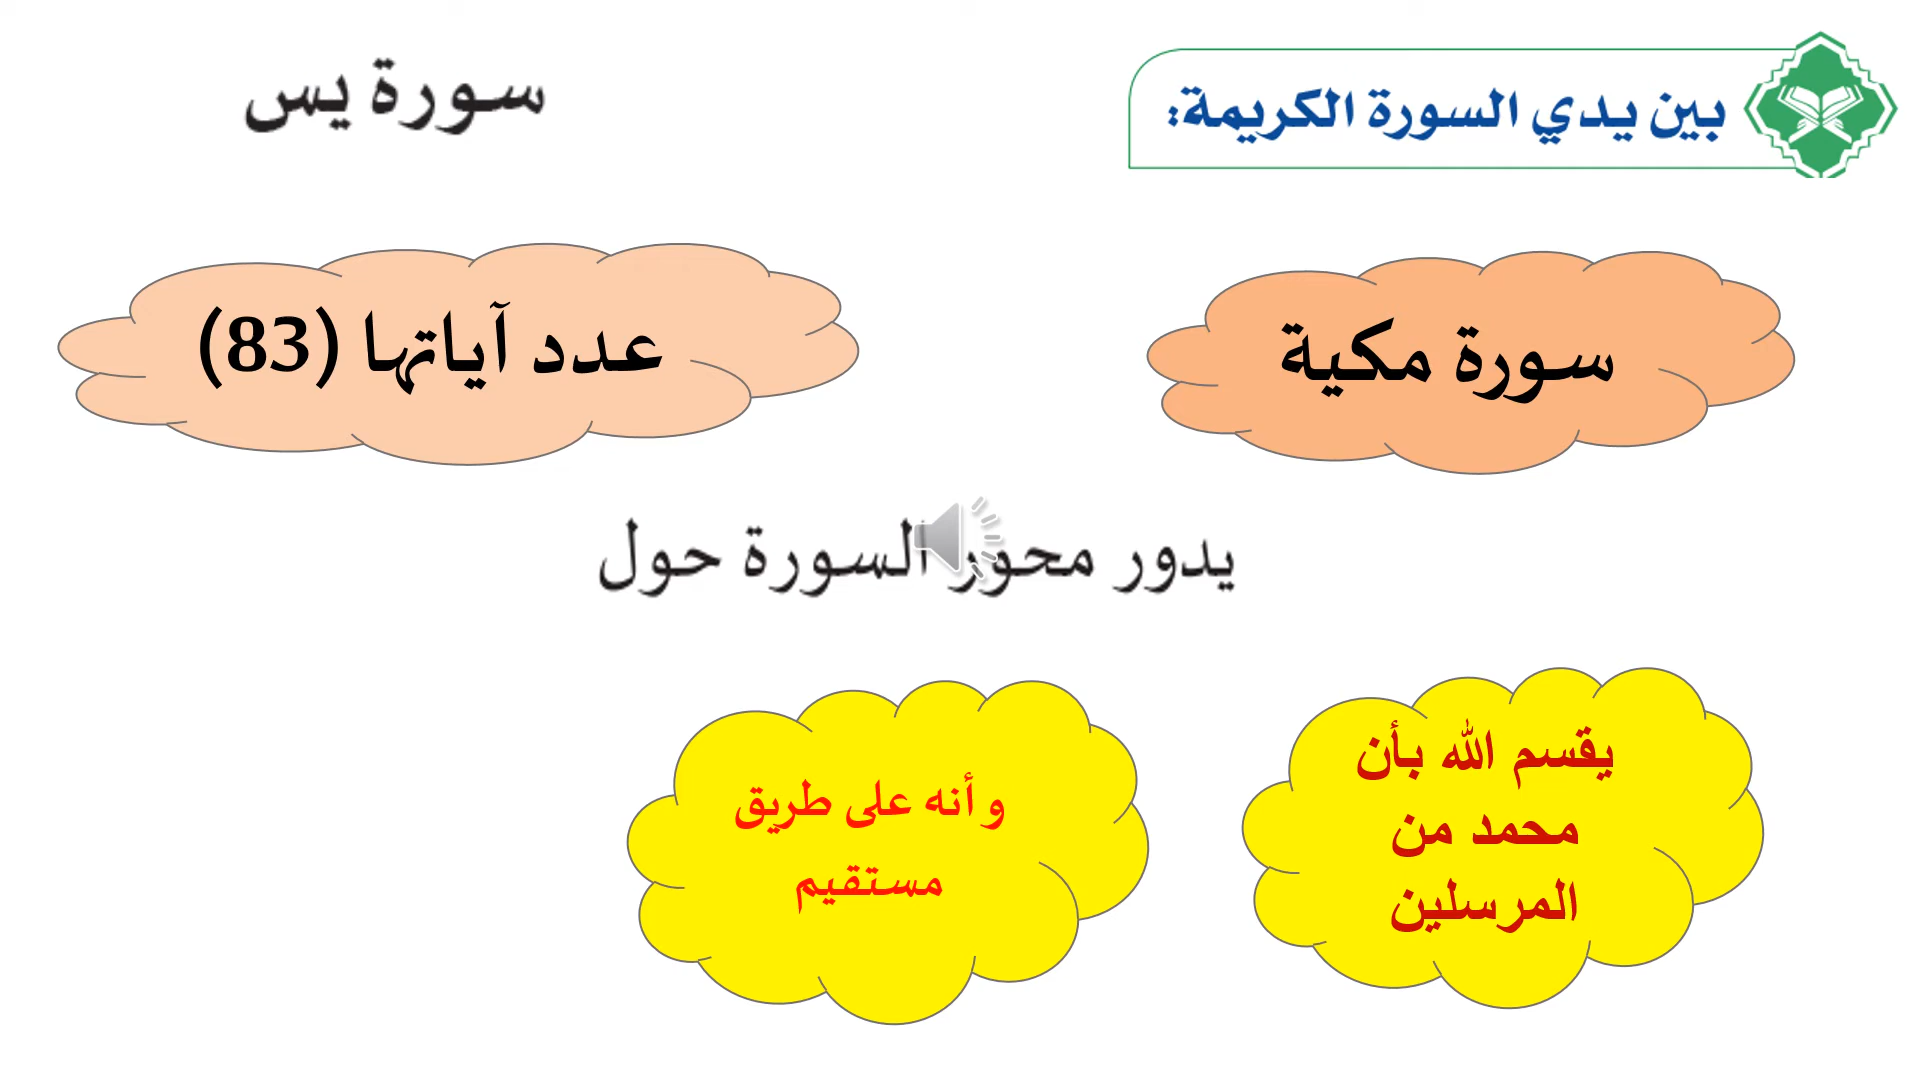 بين يدي السورة الكريمة:
سورة يس
سورة مكية
عدد آياتها (83)
يدور محور السورة حول
يقسم الله بأن
محمد من
المرسلين
وأنه على طريق
مستقيم